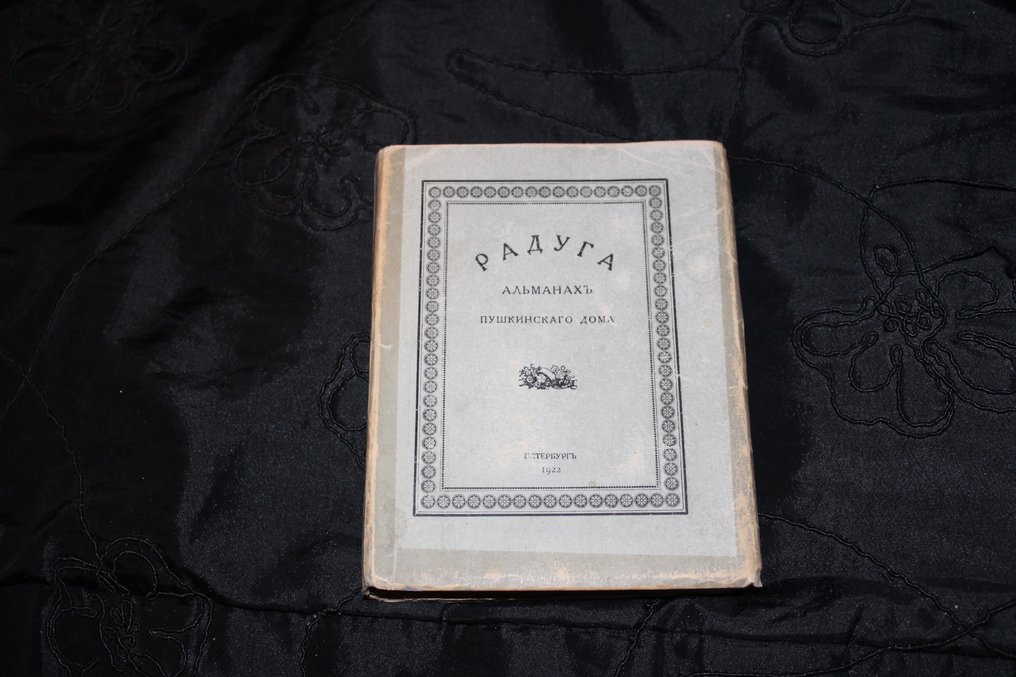 РАДУГА
АЛЬМАНАХЪ
ПУШКИНСКАГО ДОМА
ПЕТЕРБУРГЪ
1922